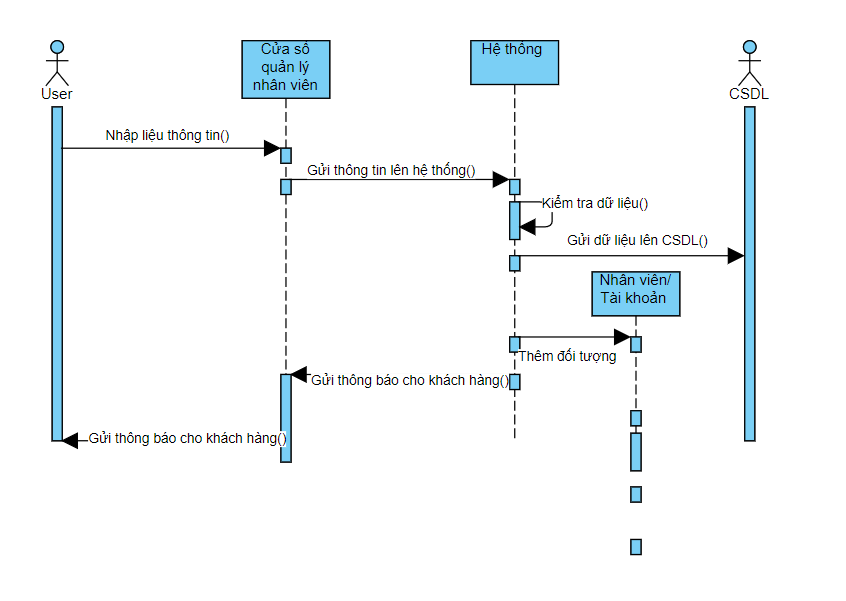 Cửa sổ
quản lý
nhân viên
Hệ thông
User
CSDL
Nhập liệu thông tin()
Gửi thông tin lên hệ thống()
Kiểm tra dữ liệu()
Gửi dữ liệu lên CSDL()
Nhân viên/
Tài khoản
Thêm đối tượng
Gửi thông báo cho khách hàng()
Gửi thông báo cho khách hàng()